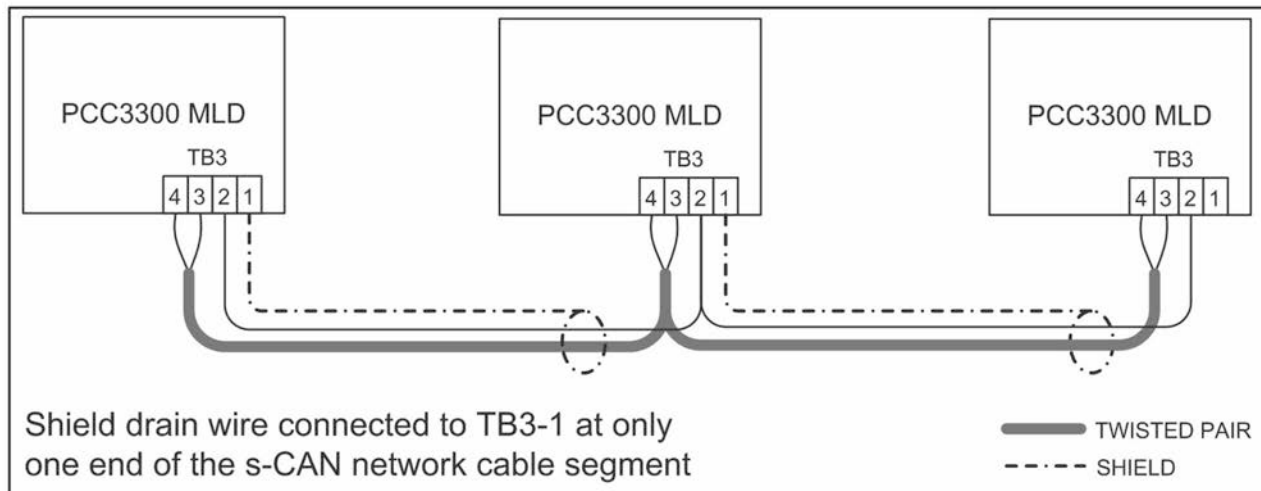 PCC3300 MLD
TB3
4 3 2 1
PCC3300 MLD
TB3
4 3 2 1
PCC3300 MLD
TB3
4 3 2 1
Shield drain wire connected to TB3-1 at only
one end of the s-CAN network cable segment
TWISTED PAIR
SHIELD